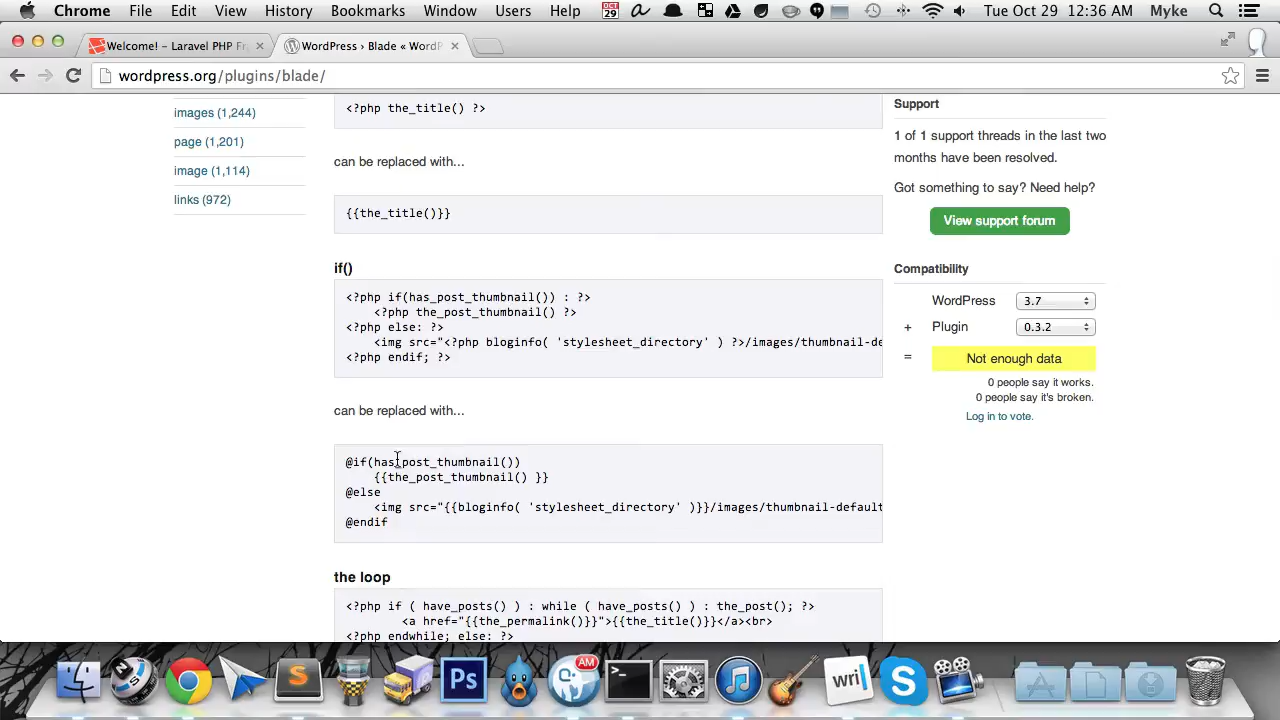 Chrome File Edit View History Bookmarks Window Users Help
OCT 29
Tue Oct 29 12:36 AM Myke
Welcome! – Laravel PHP Fr
WordPress › Blade « WordP
wordpress.org/plugins/blade/
images (1,244)
page (1,201)
image (1,114)
links (972)
<?php the_title() ?>
can be replaced with...
{{the_title()}}
if()
<?php if(has_post_thumbnail()) : ?>
<?php the_post_thumbnail() ?>
<?php else: ?>
<img src="<?php bloginfo( 'stylesheet_directory' ) ?>/images/thumbnail-de
<?php endif; ?>
can be replaced with...
@if(has_post_thumbnail())
{{the_post_thumbnail() }}
@else
<img src="{{bloginfo( 'stylesheet_directory' )}}/images/thumbnail-default
@endif
the loop
<?php if ( have_posts() ) : while ( have_posts() ) : the_post(); ?>
<a href="{{the_permalink()}}">{{the_title()}}</a><br>
<?php endwhile; else: ?>
Support
1 of 1 support threads in the last two
months have been resolved.
Got something to say? Need help?
View support forum
Compatibility
WordPress 3.7
+ Plugin 0.3.2
= Not enough data
0 people say it works.
0 people say it's broken.
Log in to vote.
Ps
AM
wri
S